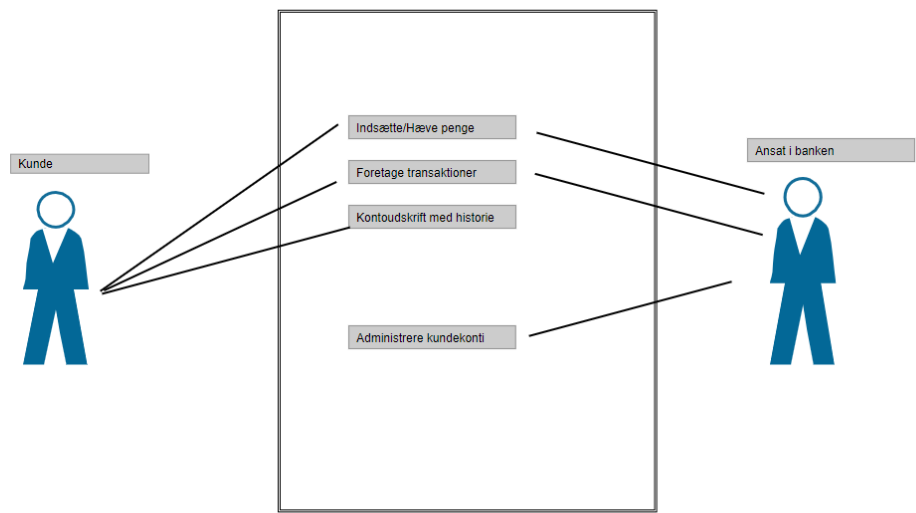 Kunde
Indsætte/Hæve penge
Foretage transaktioner
Kontoudskrift med historie
Administrere kundekonti
Ansat i banken